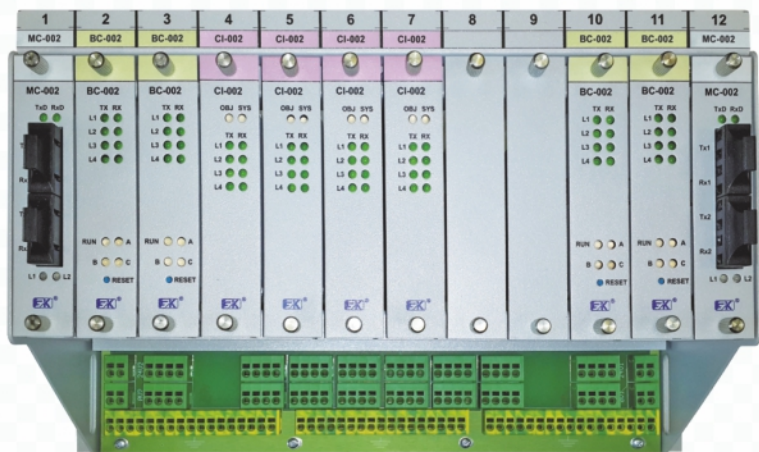 1 2 3 4 5 6 7 8 9 10 11 12
MC-002 BC-002 BC-002 CI-002 CI-002 CI-002 CI-002 BC-002 BC-002 MC-002
MC-002 BC-002 BC-002 CI-002 CI-002 CI-002 CI-002 BC-002 BC-002 MC-002
TxD RxD TX RX TX RX OBJ SYS OBJ SYS OBJ SYS OBJ SYS TX RX TX RX TxD RxD
L1 L1 L1 L1
L2 L2 TX RX TX RX TX RX TX RX L2 L2
L3 L3 L1 L1 L1 L1 L3 L3 Tx1
L4 L4 L2 L2 L2 L2 L4 L4
L3 L3 L3 L3 Rx1
L4 L4 L4 L4
Tx2
RUN A RUN A RUN A RUN A Rx2
B C B C B C B C
L1 L2 RESET RESET RESET RESET L1 L2